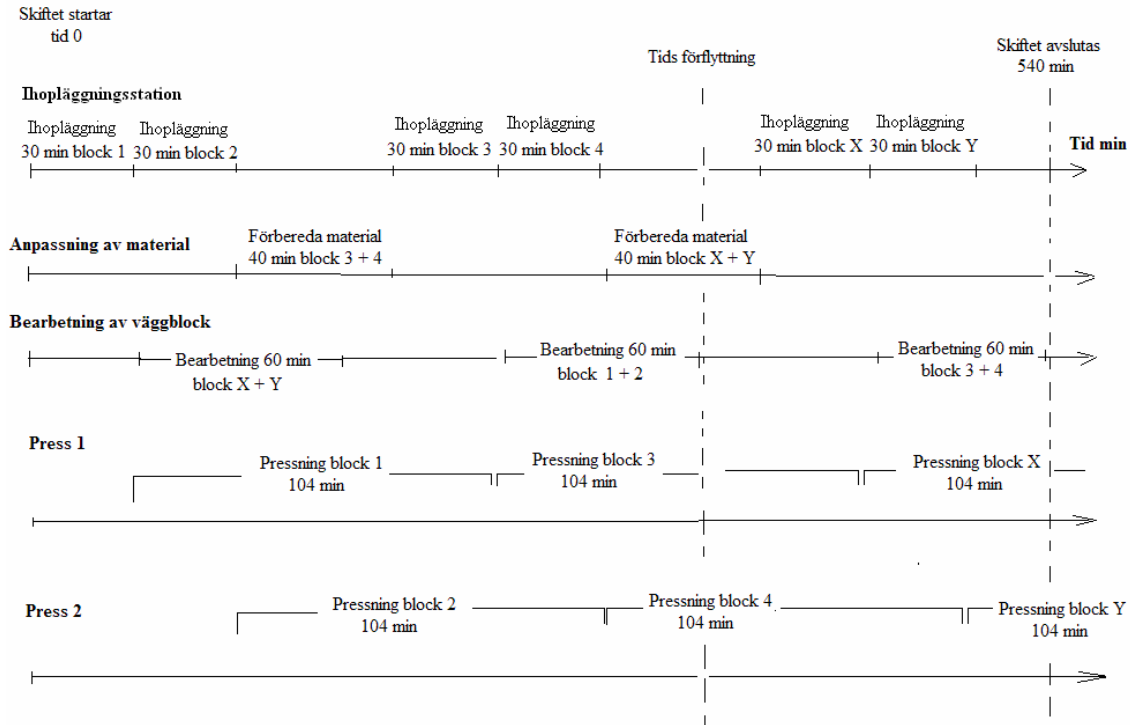 Skiftet startar
tid 0
Tids förflyttning
Skiftet avslutas
540 min
Ihopläggningsstation
Ihopläggning
30 min block 1
Ihopläggning
30 min block 2
Ihopläggning
30 min block 3
Ihopläggning
30 min block 4
Ihopläggning
30 min block X
Ihopläggning
30 min block Y
Tid min
Anpassning av material
Förbereda material
40 min block 3 + 4
Förbereda material
40 min block X + Y
Bearbetning av väggblock
Bearbetning 60 min
block X + Y
Bearbetning 60 min
block 1 + 2
Bearbetning 60 min
block 3 + 4
Press 1
Pressning block 1
104 min
Pressning block 3
104 min
Pressning block X
104 min
Press 2
Pressning block 2
104 min
Pressning block 4
104 min
Pressning block Y
104 min